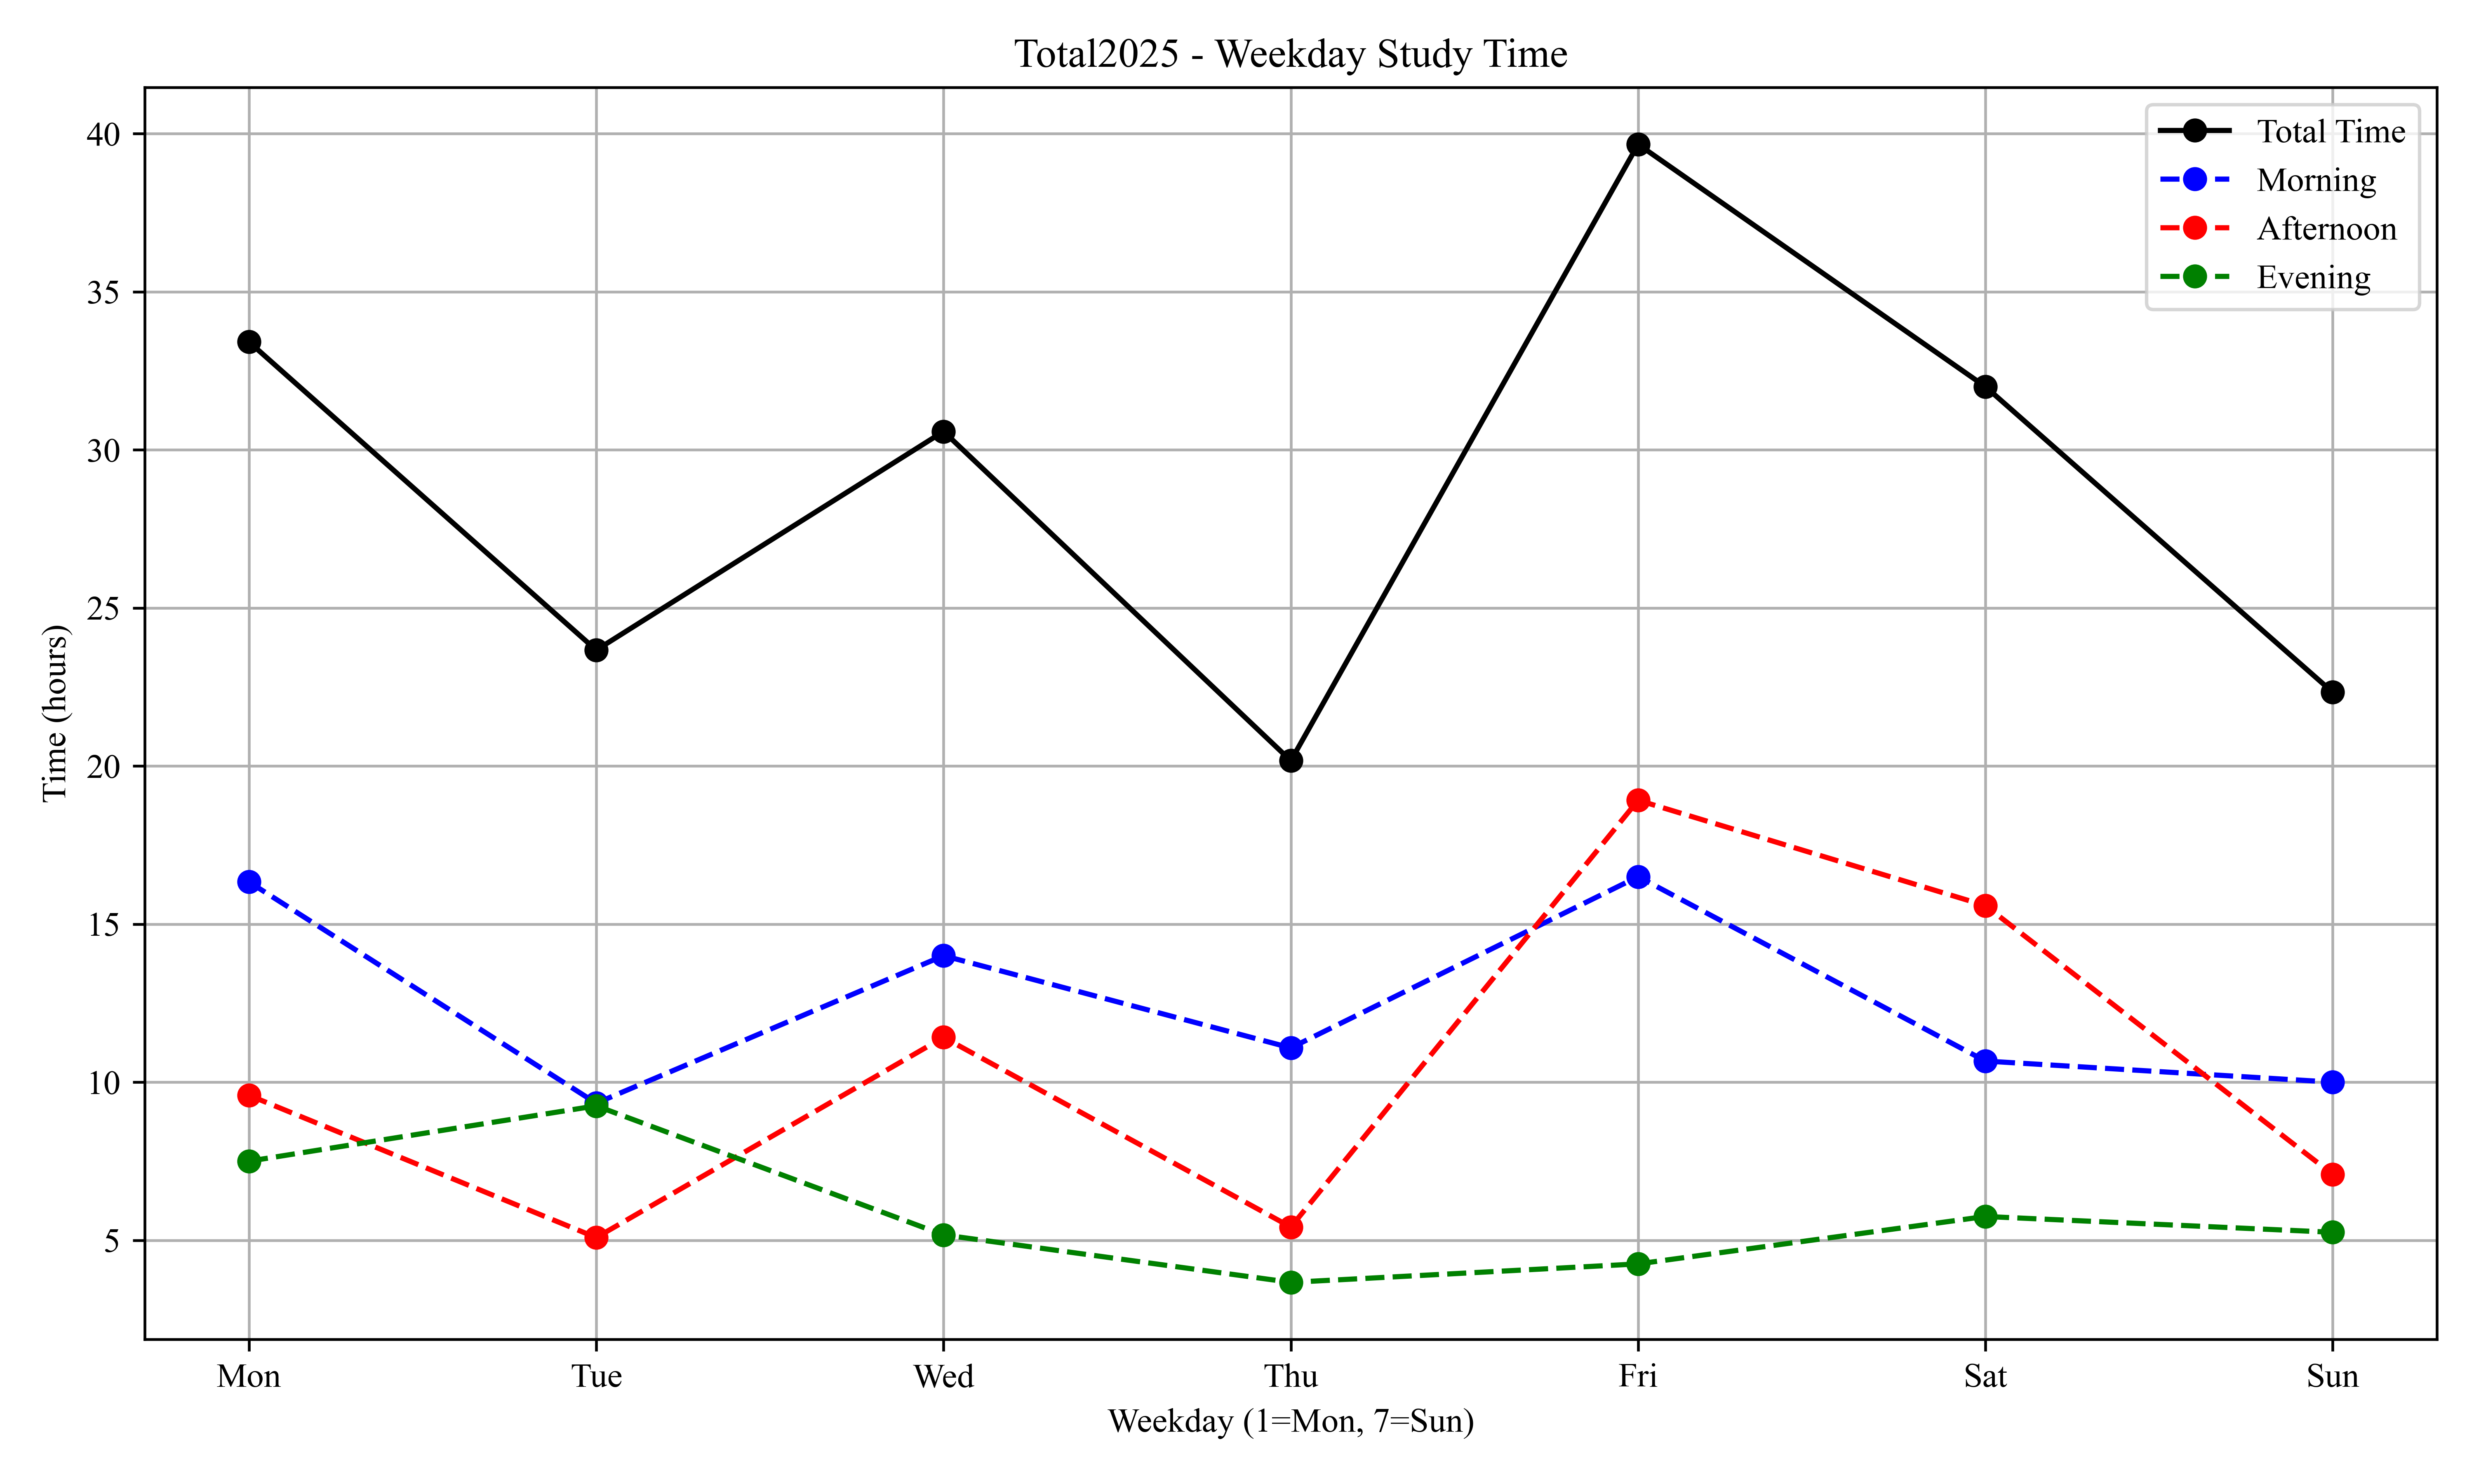 Total2025 - Weekday Study Time
Total Time
Morning
Afternoon
Evening
40
35
30
25
20
15
10
5
Time (hours)
Mon Tue Wed Thu Fri Sat Sun
Weekday (1=Mon, 7=Sun)